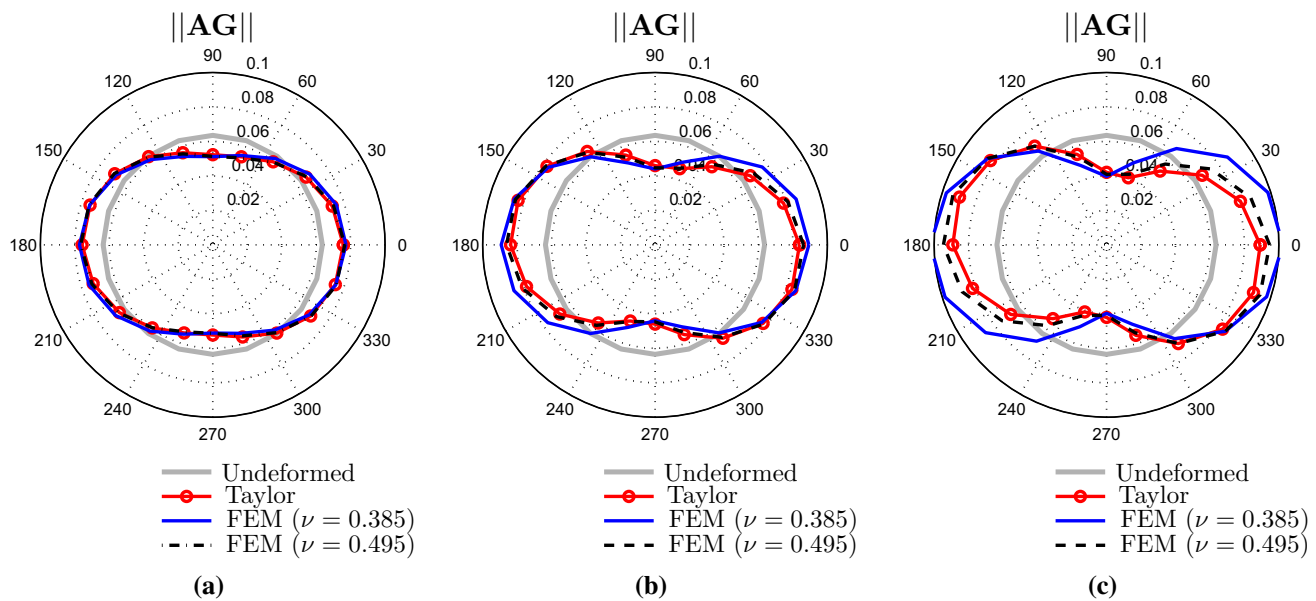 ||AG||
90
0.1
120
60
0.08
0.06
150
30
0.04
0.02
180
0
210
330
240
300
270
Undeformed
Taylor
FEM (ν = 0.385)
FEM (ν = 0.495)
(a)
||AG||
90
0.1
120
60
0.08
0.06
150
30
0.04
0.02
180
0
210
330
240
300
270
Undeformed
Taylor
FEM (ν = 0.385)
FEM (ν = 0.495)
(b)
||AG||
90
0.1
120
60
0.08
0.06
150
30
0.04
0.02
180
0
210
330
240
300
270
Undeformed
Taylor
FEM (ν = 0.385)
FEM (ν = 0.495)
(c)